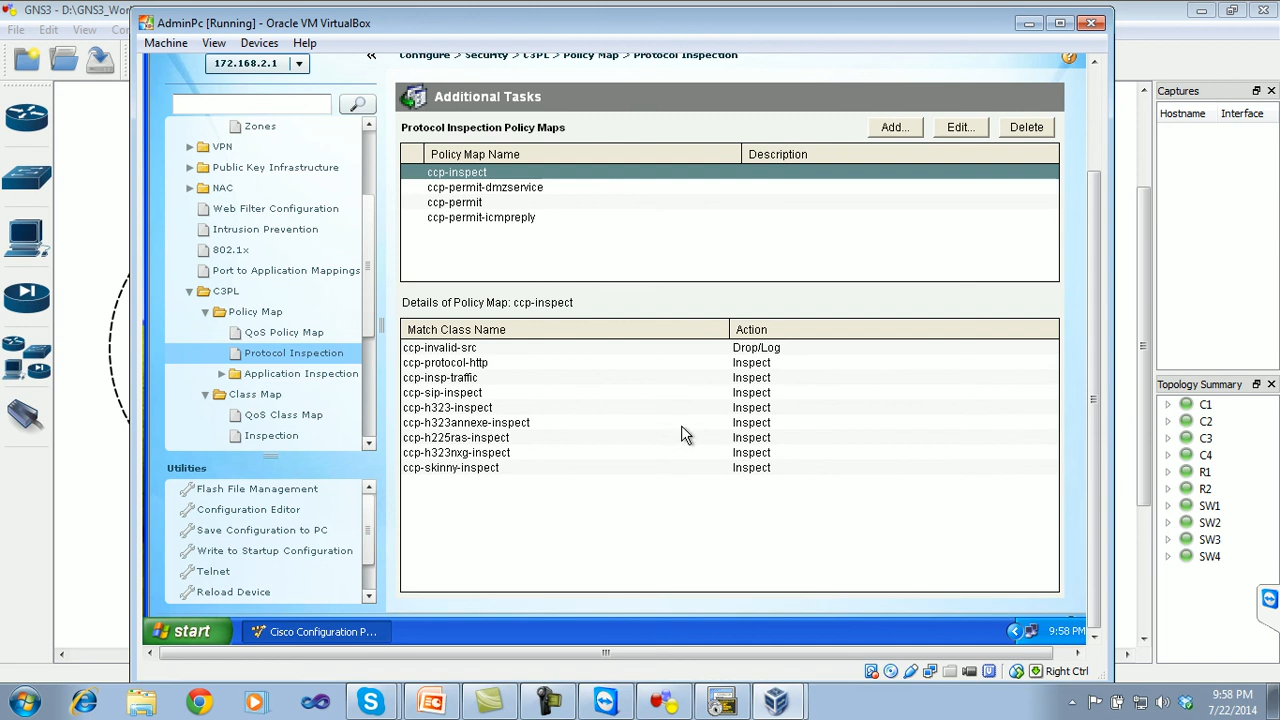 GNS3 - D:\GNS3_Wo
AdminPc [Running] - Oracle VM VirtualBox
File Edit View
Machine View Devices Help
172.168.2.1
«
Configure > Security > C3PL > Policy Map > Protocol Inspection
Additional Tasks
Protocol Inspection Policy Maps
Add...
Edit...
Delete
Policy Map Name Description
ccp-inspect
ccp-permit-dmzservice
ccp-permit
ccp-permit-icmpreply
Details of Policy Map: ccp-inspect
Match Class Name Action
ccp-invalid-src Drop/Log
ccp-protocol-http Inspect
ccp-insp-traffic Inspect
ccp-sip-inspect Inspect
ccp-h323-inspect Inspect
ccp-h323annexe-inspect Inspect
ccp-h225ras-inspect Inspect
ccp-h323nxg-inspect Inspect
ccp-skinny-inspect Inspect
Zones
VPN
Public Key Infrastructure
NAC
Web Filter Configuration
Intrusion Prevention
802.1x
Port to Application Mappings
C3PL
Policy Map
QoS Policy Map
Protocol Inspection
Application Inspection
Class Map
QoS Class Map
Inspection
Utilities
Flash File Management
Configuration Editor
Save Configuration to PC
Write to Startup Configuration
Telnet
Reload Device
start
Cisco Configuration P...
9:58 PM
Right Ctrl
Captures
Hostname Interface
Topology Summary
C1
C2
C3
C4
R1
R2
SW1
SW2
SW3
SW4
9:58 PM
7/22/2014